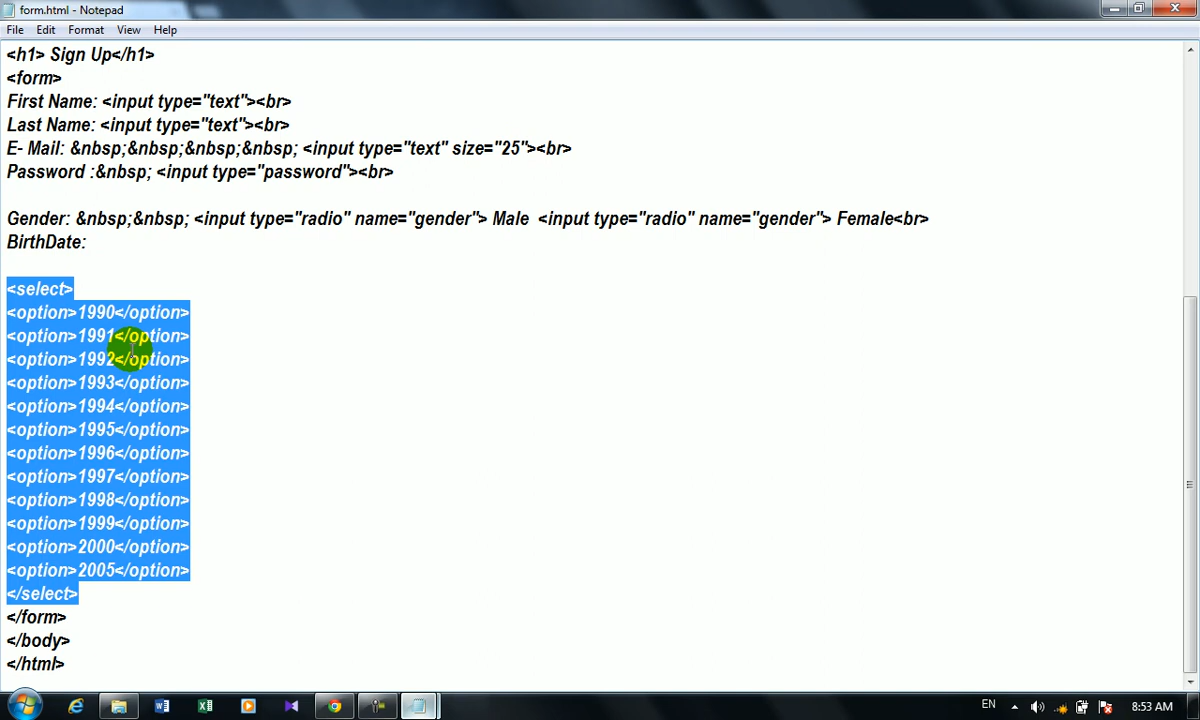 form.html - Notepad
File Edit Format View Help
<h1> Sign Up</h1>
<form>
First Name: <input type="text"><br>
Last Name: <input type="text"><br>
E- Mail: &nbsp;&nbsp;&nbsp;&nbsp; <input type="text" size="25"><br>
Password :&nbsp; <input type="password"><br>
Gender: &nbsp;&nbsp; <input type="radio" name="gender"> Male  <input type="radio" name="gender"> Female<br>
BirthDate:
<select>
<option>1990</option>
<option>1991</option>
<option>1992</option>
<option>1993</option>
<option>1994</option>
<option>1995</option>
<option>1996</option>
<option>1997</option>
<option>1998</option>
<option>1999</option>
<option>2000</option>
<option>2005</option>
</select>
</form>
</body>
</html>
EN 8:53 AM